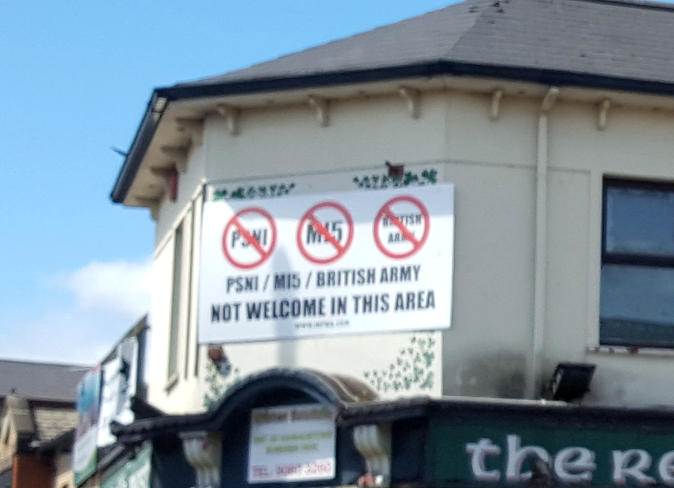 PSNI MI5 BRITISH
ARMY
PSNI / MI5 / BRITISH ARMY
NOT WELCOME IN THIS AREA
the Re